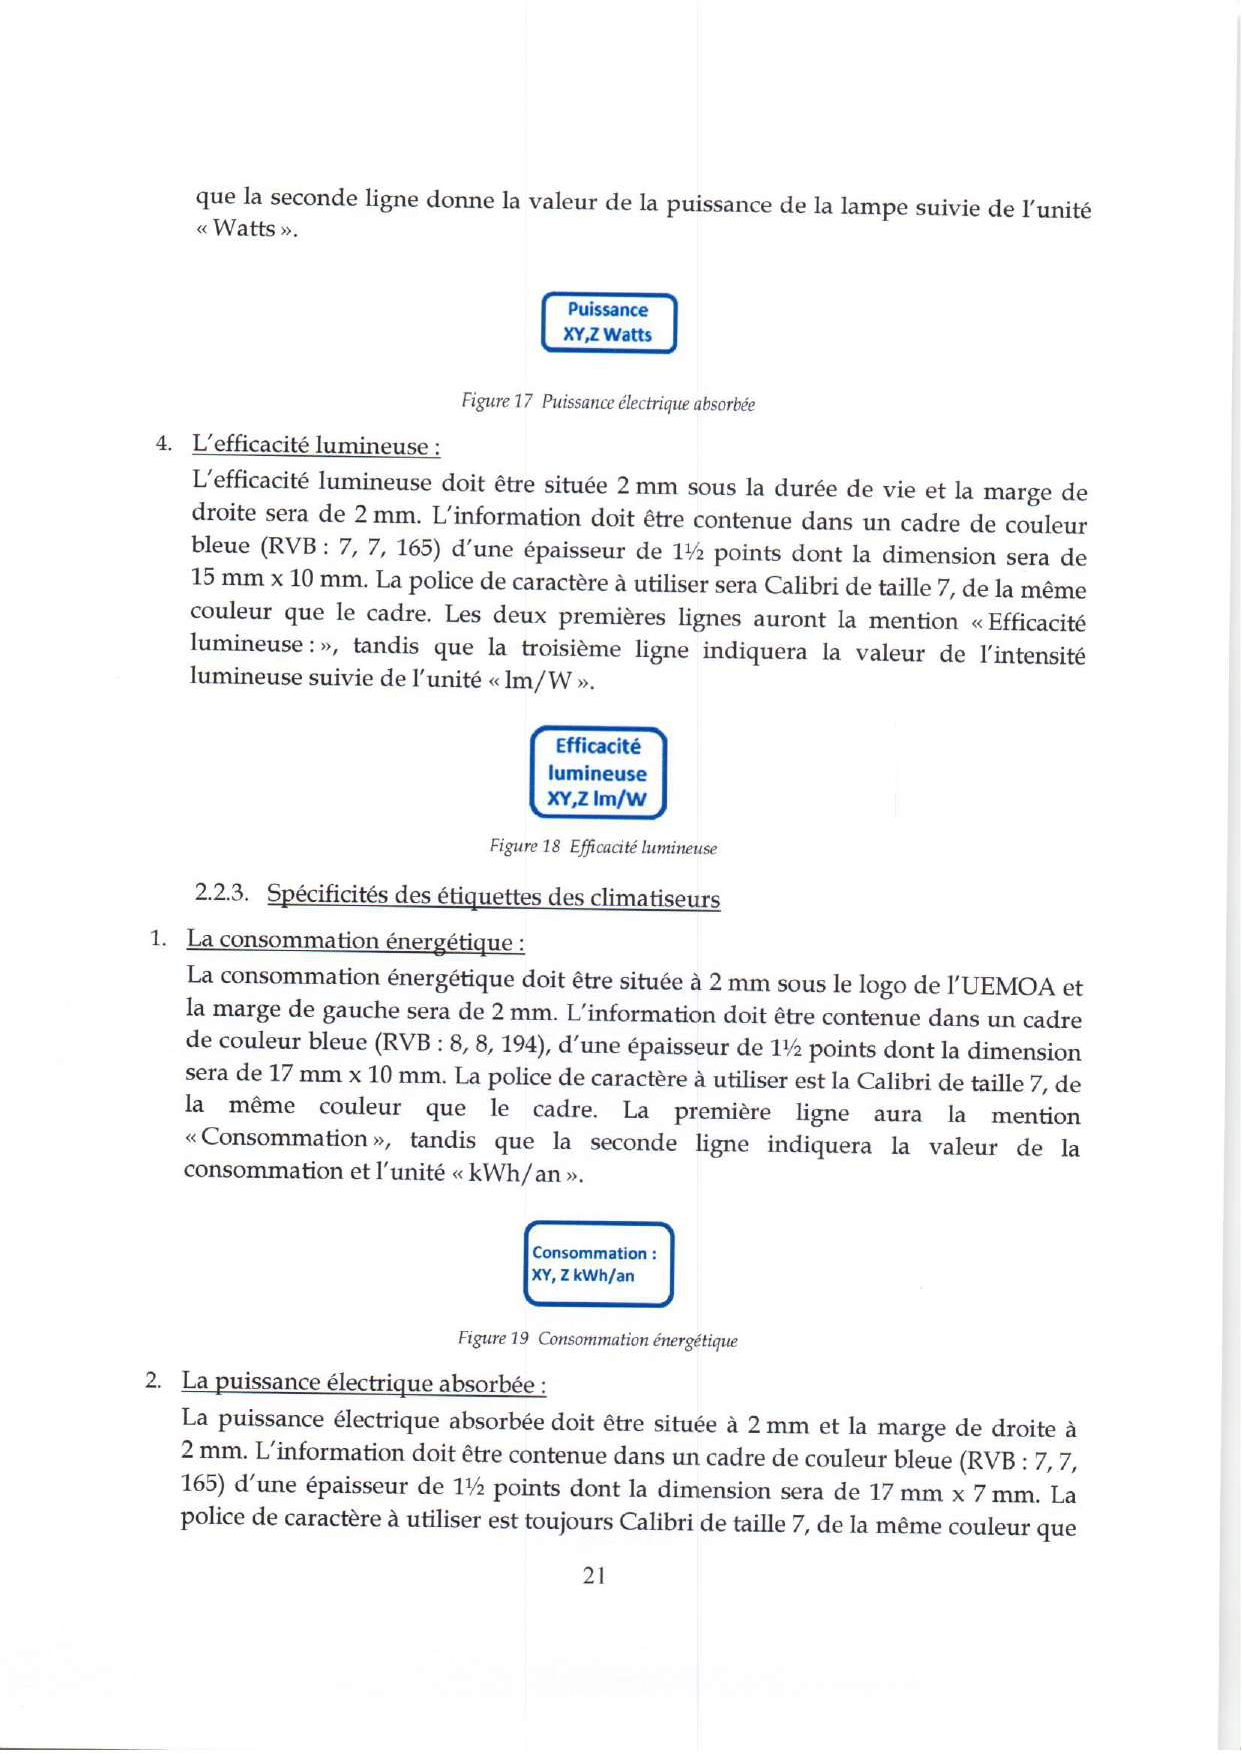 que la seconde ligne donne la valeur de la puissance de la lampe suivie de l'unité
« Watts ».
Puissance
XY,Z Watts
Figure 17 Puissance électrique absorbée
4. L'efficacité lumineuse :
L'efficacité lumineuse doit être située 2 mm sous la durée de vie et la marge de
droite sera de 2 mm. L'information doit être contenue dans un cadre de couleur
bleue (RVB : 7, 7, 165) d'une épaisseur de 1½ points dont la dimension sera de
15 mm x 10 mm. La police de caractère à utiliser sera Calibri de taille 7, de la même
couleur que le cadre. Les deux premières lignes auront la mention « Efficacité
lumineuse : », tandis que la troisième ligne indiquera la valeur de l'intensité
lumineuse suivie de l'unité « lm/W ».
Efficacité
lumineuse
XY,Z lm/W
Figure 18 Efficacité lumineuse
2.2.3. Spécificités des étiquettes des climatiseurs
1. La consommation énergétique :
La consommation énergétique doit être située à 2 mm sous le logo de l'UEMOA et
la marge de gauche sera de 2 mm. L'information doit être contenue dans un cadre
de couleur bleue (RVB : 8, 8, 194), d'une épaisseur de 1½ points dont la dimension
sera de 17 mm x 10 mm. La police de caractère à utiliser est la Calibri de taille 7, de
la même couleur que le cadre. La première ligne aura la mention
« Consommation », tandis que la seconde ligne indiquera la valeur de la
consommation et l'unité « kWh/an ».
Consommation :
XY, Z kWh/an
Figure 19 Consommation énergétique
2. La puissance électrique absorbée :
La puissance électrique absorbée doit être située à 2 mm et la marge de droite à
2 mm. L'information doit être contenue dans un cadre de couleur bleue (RVB : 7, 7,
165) d'une épaisseur de 1½ points dont la dimension sera de 17 mm x 7 mm. La
police de caractère à utiliser est toujours Calibri de taille 7, de la même couleur que
21